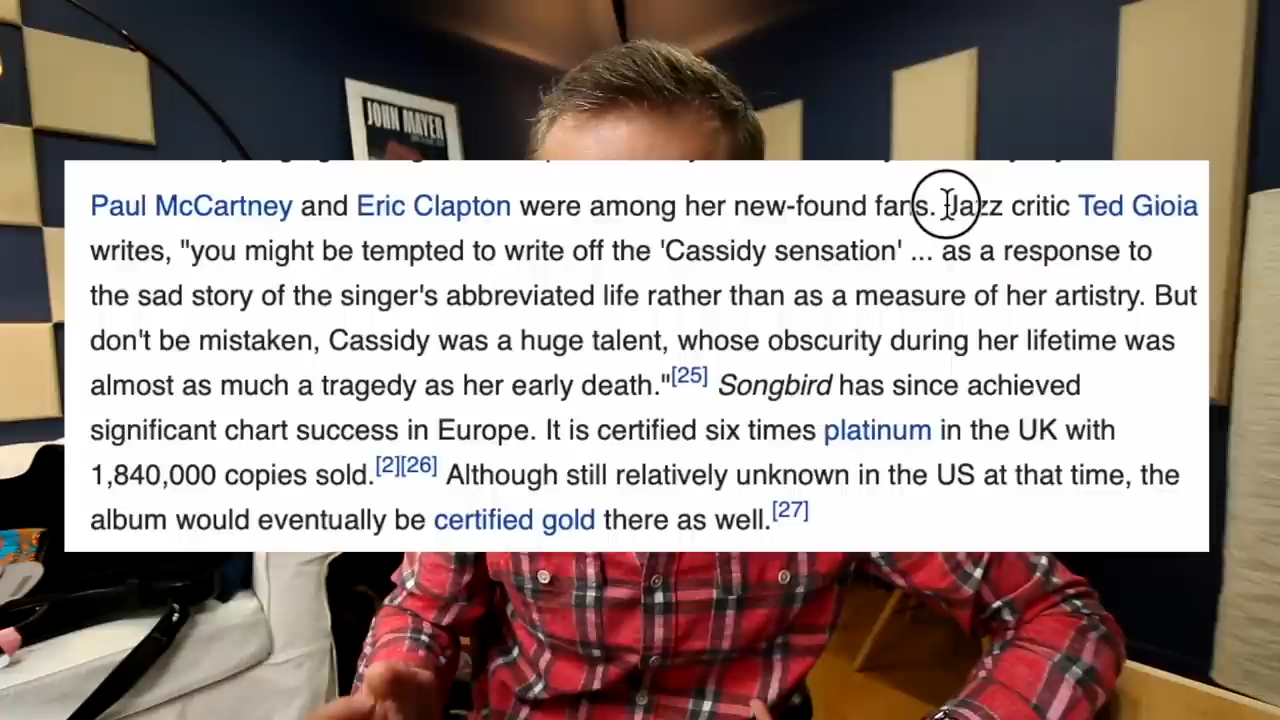 JOHN MAYER
Paul McCartney and Eric Clapton were among her new-found fans. Jazz critic Ted Gioia
writes, "you might be tempted to write off the 'Cassidy sensation' ... as a response to
the sad story of the singer's abbreviated life rather than as a measure of her artistry. But
don't be mistaken, Cassidy was a huge talent, whose obscurity during her lifetime was
almost as much a tragedy as her early death."[25] Songbird has since achieved
significant chart success in Europe. It is certified six times platinum in the UK with
1,840,000 copies sold.[2][26] Although still relatively unknown in the US at that time, the
album would eventually be certified gold there as well.[27]